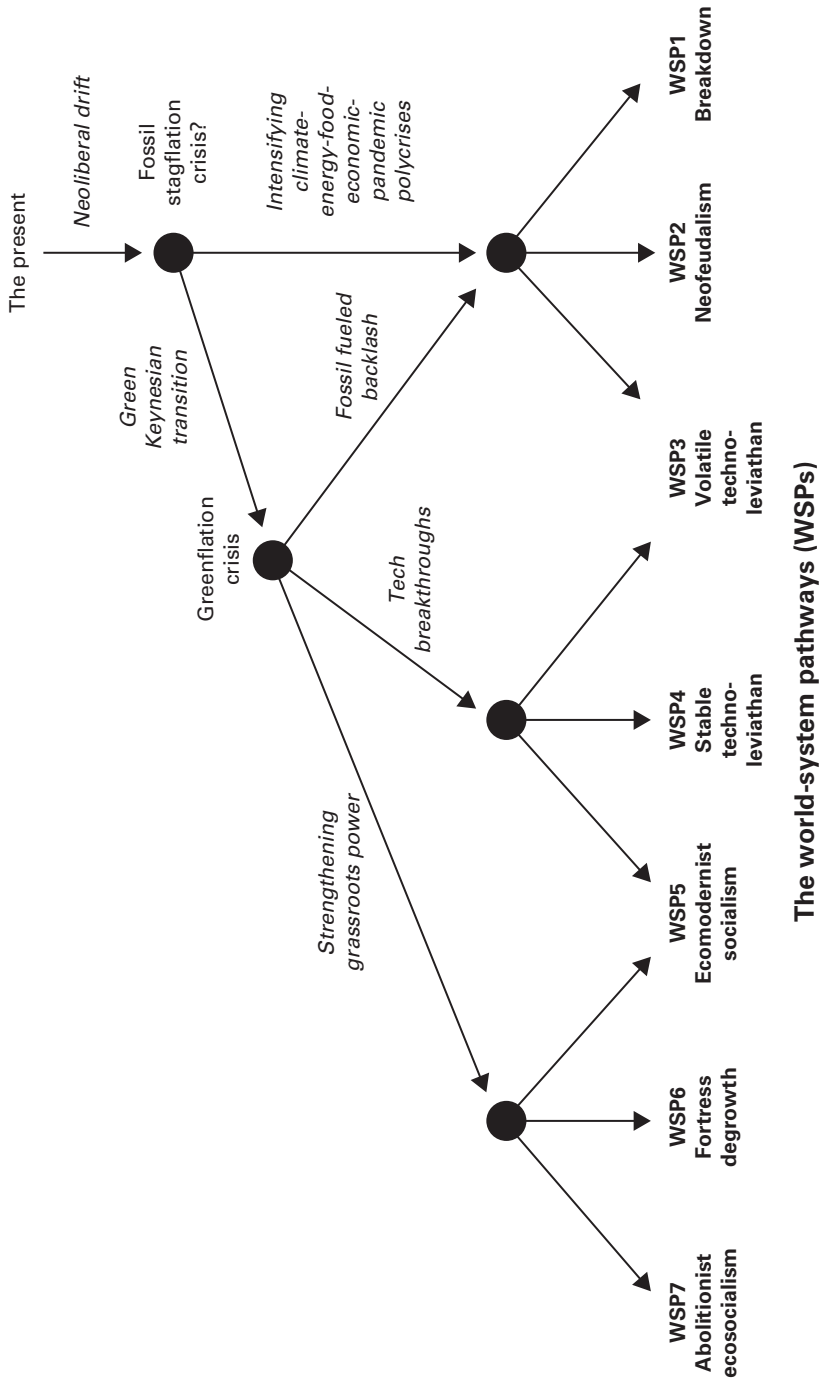 The present
Neoliberal drift
Fossil
stagflation
crisis?
Green
Keynesian
transition
Intensifying
climate-
energy-food-
economic-
pandemic
polycrises
Greenflation
crisis
Fossil fueled
backlash
Tech
breakthroughs
Strengthening
grassroots power
WSP7
Abolitionist
ecosocialism
WSP6
Fortress
degrowth
WSP5
Ecomodernist
socialism
WSP4
Stable
techno-
leviathan
WSP3
Volatile
techno-
leviathan
WSP2
Neofeudalism
WSP1
Breakdown
The world-system pathways (WSPs)